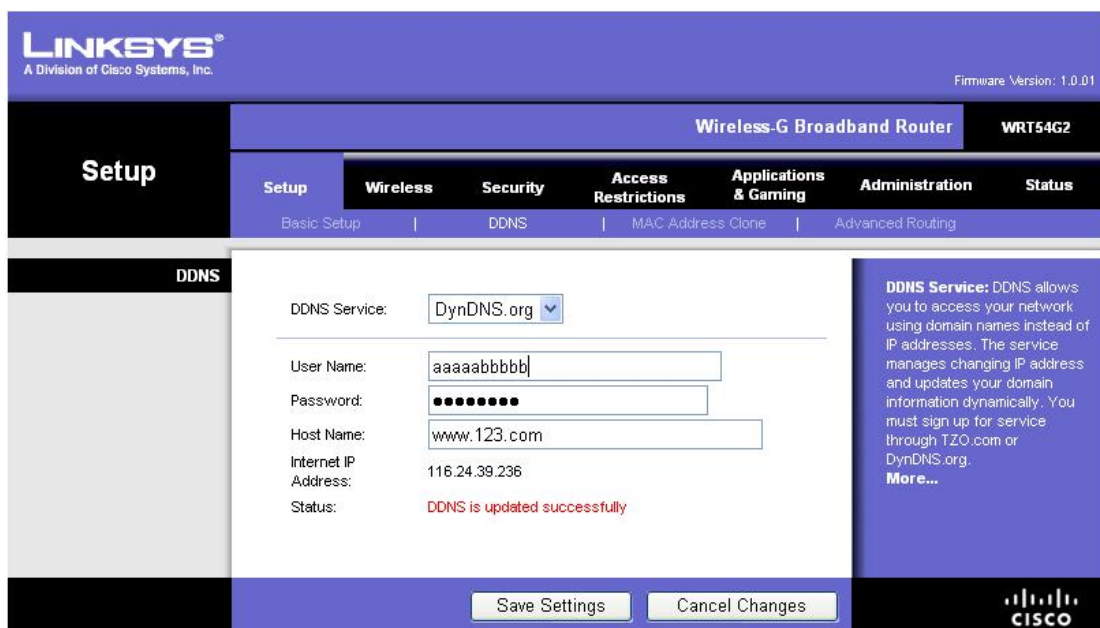 LINKSYS®
A Division of Cisco Systems, Inc.
Firmware Version: 1.0.01
Wireless-G Broadband Router
WRT54G2
Setup
Setup
Wireless
Security
Access Restrictions
Applications & Gaming
Administration
Status
Basic Setup | DDNS | MAC Address Clone | Advanced Routing
DDNS
DDNS Service: DynDNS.org
User Name: aaaaabbbbb
Password: ●●●●●●●●
Host Name: www.123.com
Internet IP
Address: 116.24.39.236
Status: DDNS is updated successfully
DDNS Service: DDNS allows
you to access your network
using domain names instead of
IP addresses. The service
manages changing IP address
and updates your domain
information dynamically. You
must sign up for service
through TZO.com or
DynDNS.org.
More...
Save Settings
Cancel Changes
CISCO